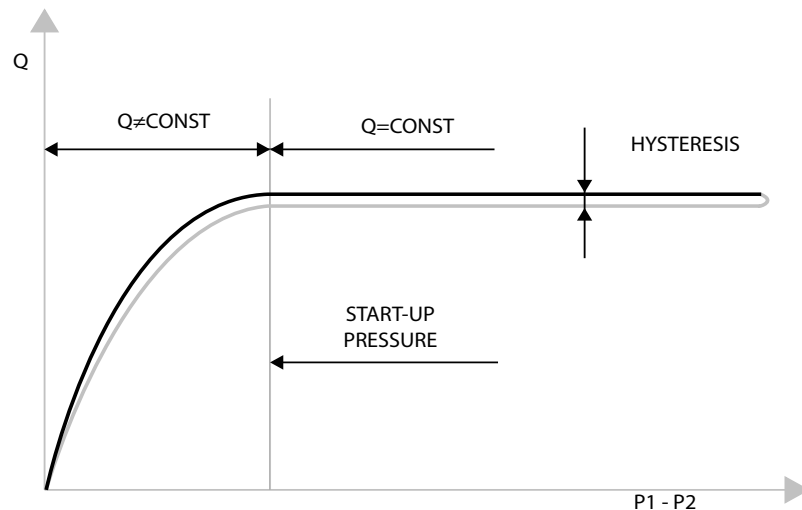 Q
Q≠CONST
Q=CONST
HYSTERESIS
START-UP
PRESSURE
P1 - P2